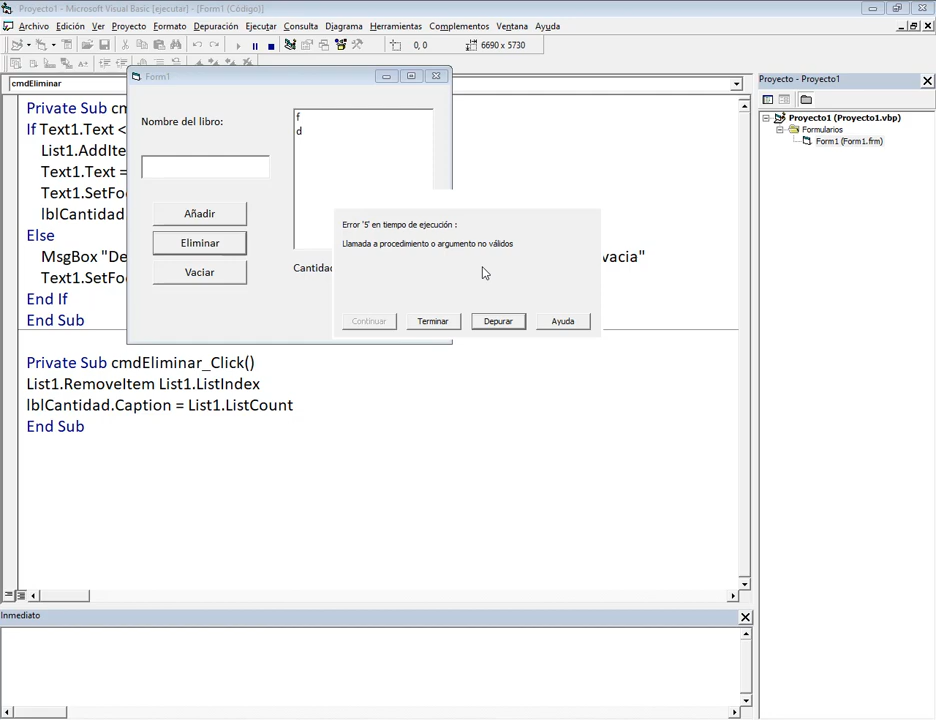 Proyecto1 - Microsoft Visual Basic [ejecutar] - [Form1 (Código)]
Archivo Edición Ver Proyecto Formato Depuración Ejecutar Consulta Diagrama Herramientas Complementos Ventana Ayuda
0, 0 6690 x 5730
cmdEliminar
Form1
Nombre del libro:
f
d
Añadir
Eliminar
Vaciar
Cantidad
Private Sub cm
If Text1.Text <
List1.AddIte
Text1.Text =
Text1.SetFo
lblCantidad.
Else
MsgBox "De vacia"
Text1.SetFo
End If
End Sub
Private Sub cmdEliminar_Click()
List1.RemoveItem List1.ListIndex
lblCantidad.Caption = List1.ListCount
End Sub
Error '5' en tiempo de ejecución :
Llamada a procedimiento o argumento no válidos
Continuar Terminar Depurar Ayuda
Proyecto - Proyecto1
Proyecto1 (Proyecto1.vbp)
Formularios
Form1 (Form1.frm)
Inmediato